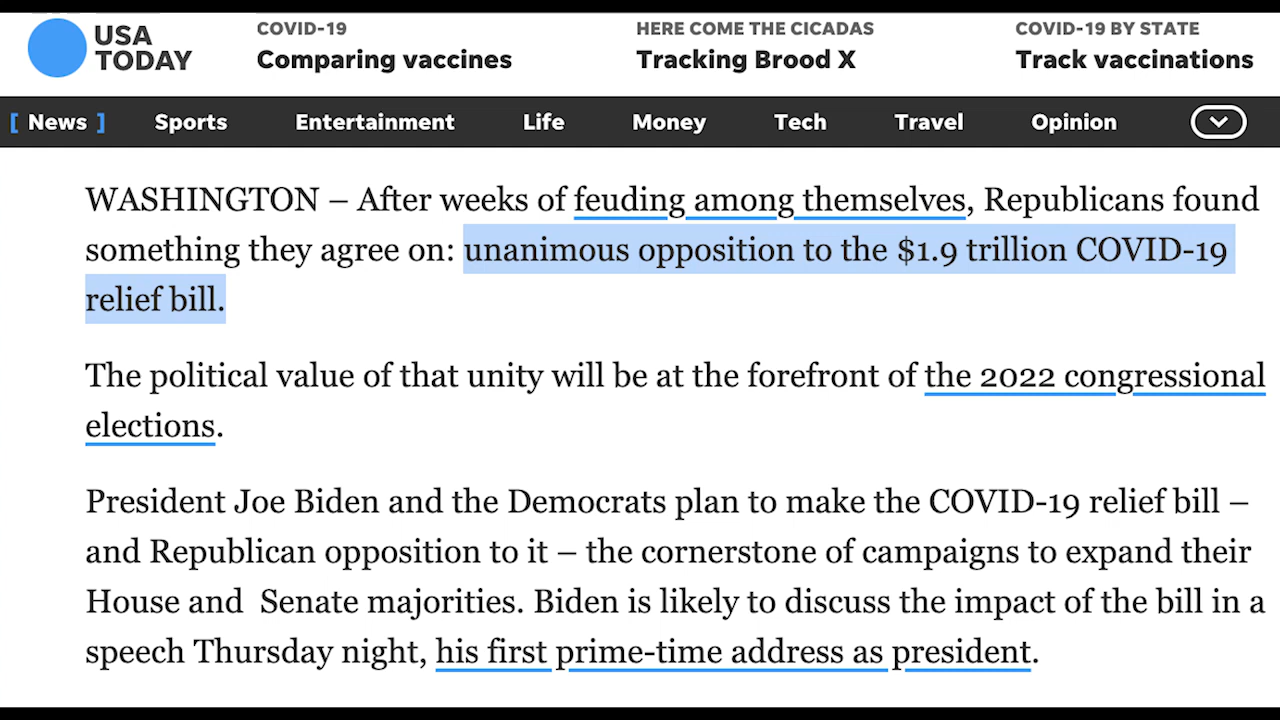 USA
TODAY
COVID-19
Comparing vaccines
HERE COME THE CICADAS
Tracking Brood X
COVID-19 BY STATE
Track vaccinations
[ News ] Sports Entertainment Life Money Tech Travel Opinion
WASHINGTON – After weeks of feuding among themselves, Republicans found
something they agree on: unanimous opposition to the $1.9 trillion COVID-19
relief bill.
The political value of that unity will be at the forefront of the 2022 congressional
elections.
President Joe Biden and the Democrats plan to make the COVID-19 relief bill –
and Republican opposition to it – the cornerstone of campaigns to expand their
House and  Senate majorities. Biden is likely to discuss the impact of the bill in a
speech Thursday night, his first prime-time address as president.